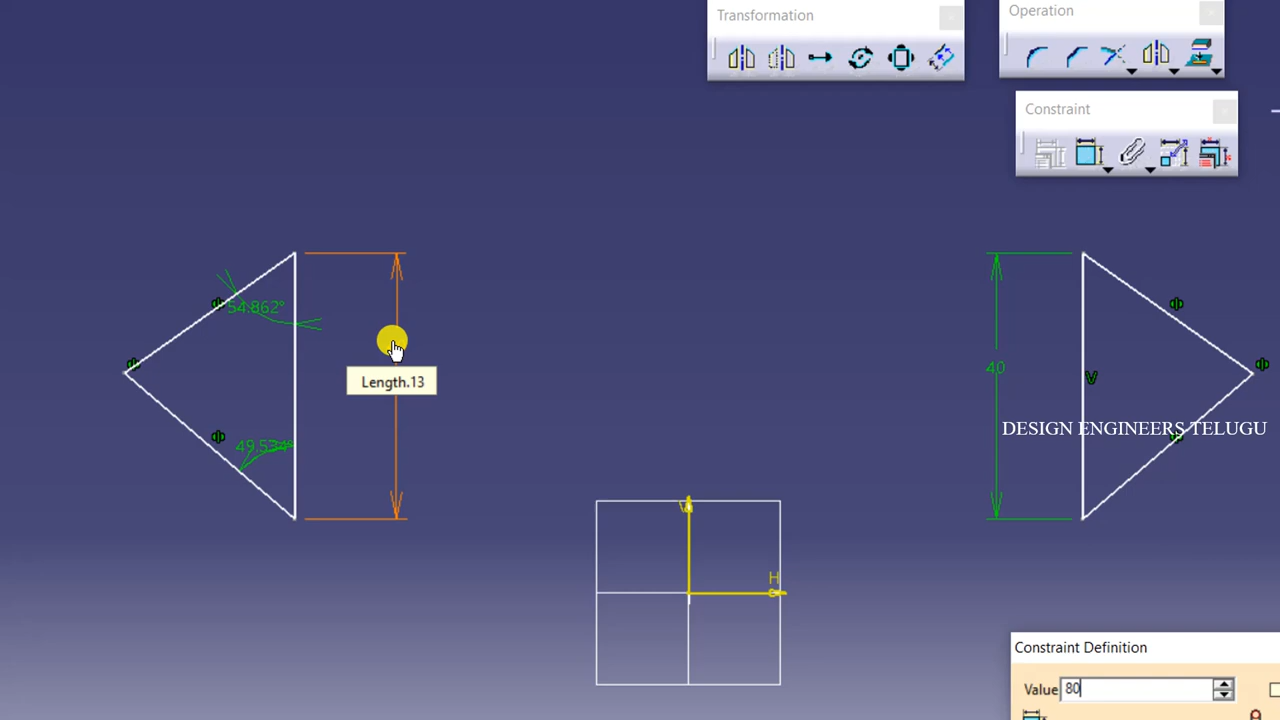 Transformation
Operation
Constraint
54.862°
Length.13
40
V
49.534°
DESIGN ENGINEERS TELUGU
V
H
Constraint Definition
Value 80